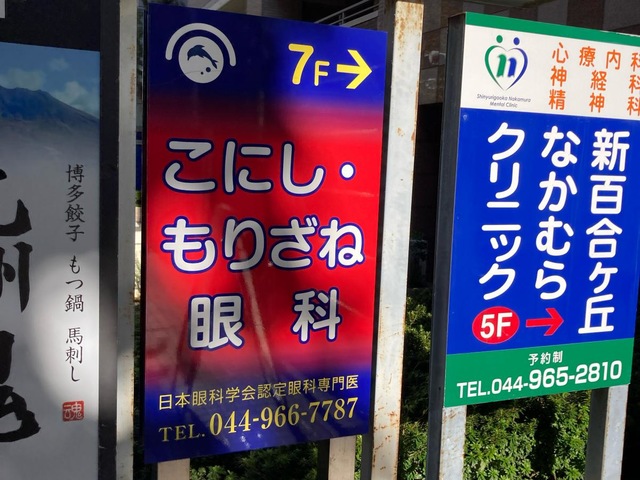 博多餃子 もつ鍋 馬刺し
魂
7F→
こにし・
もりざね
眼科
日本眼科学会認定眼科専門医
TEL.044-966-7787
n
Shinyurigaoka Nakamura
Mental Clinic
心療内科
神経科
精神科
新百合ヶ丘
なかむら
クリニック
5F→
予約制
TEL.044-965-2810